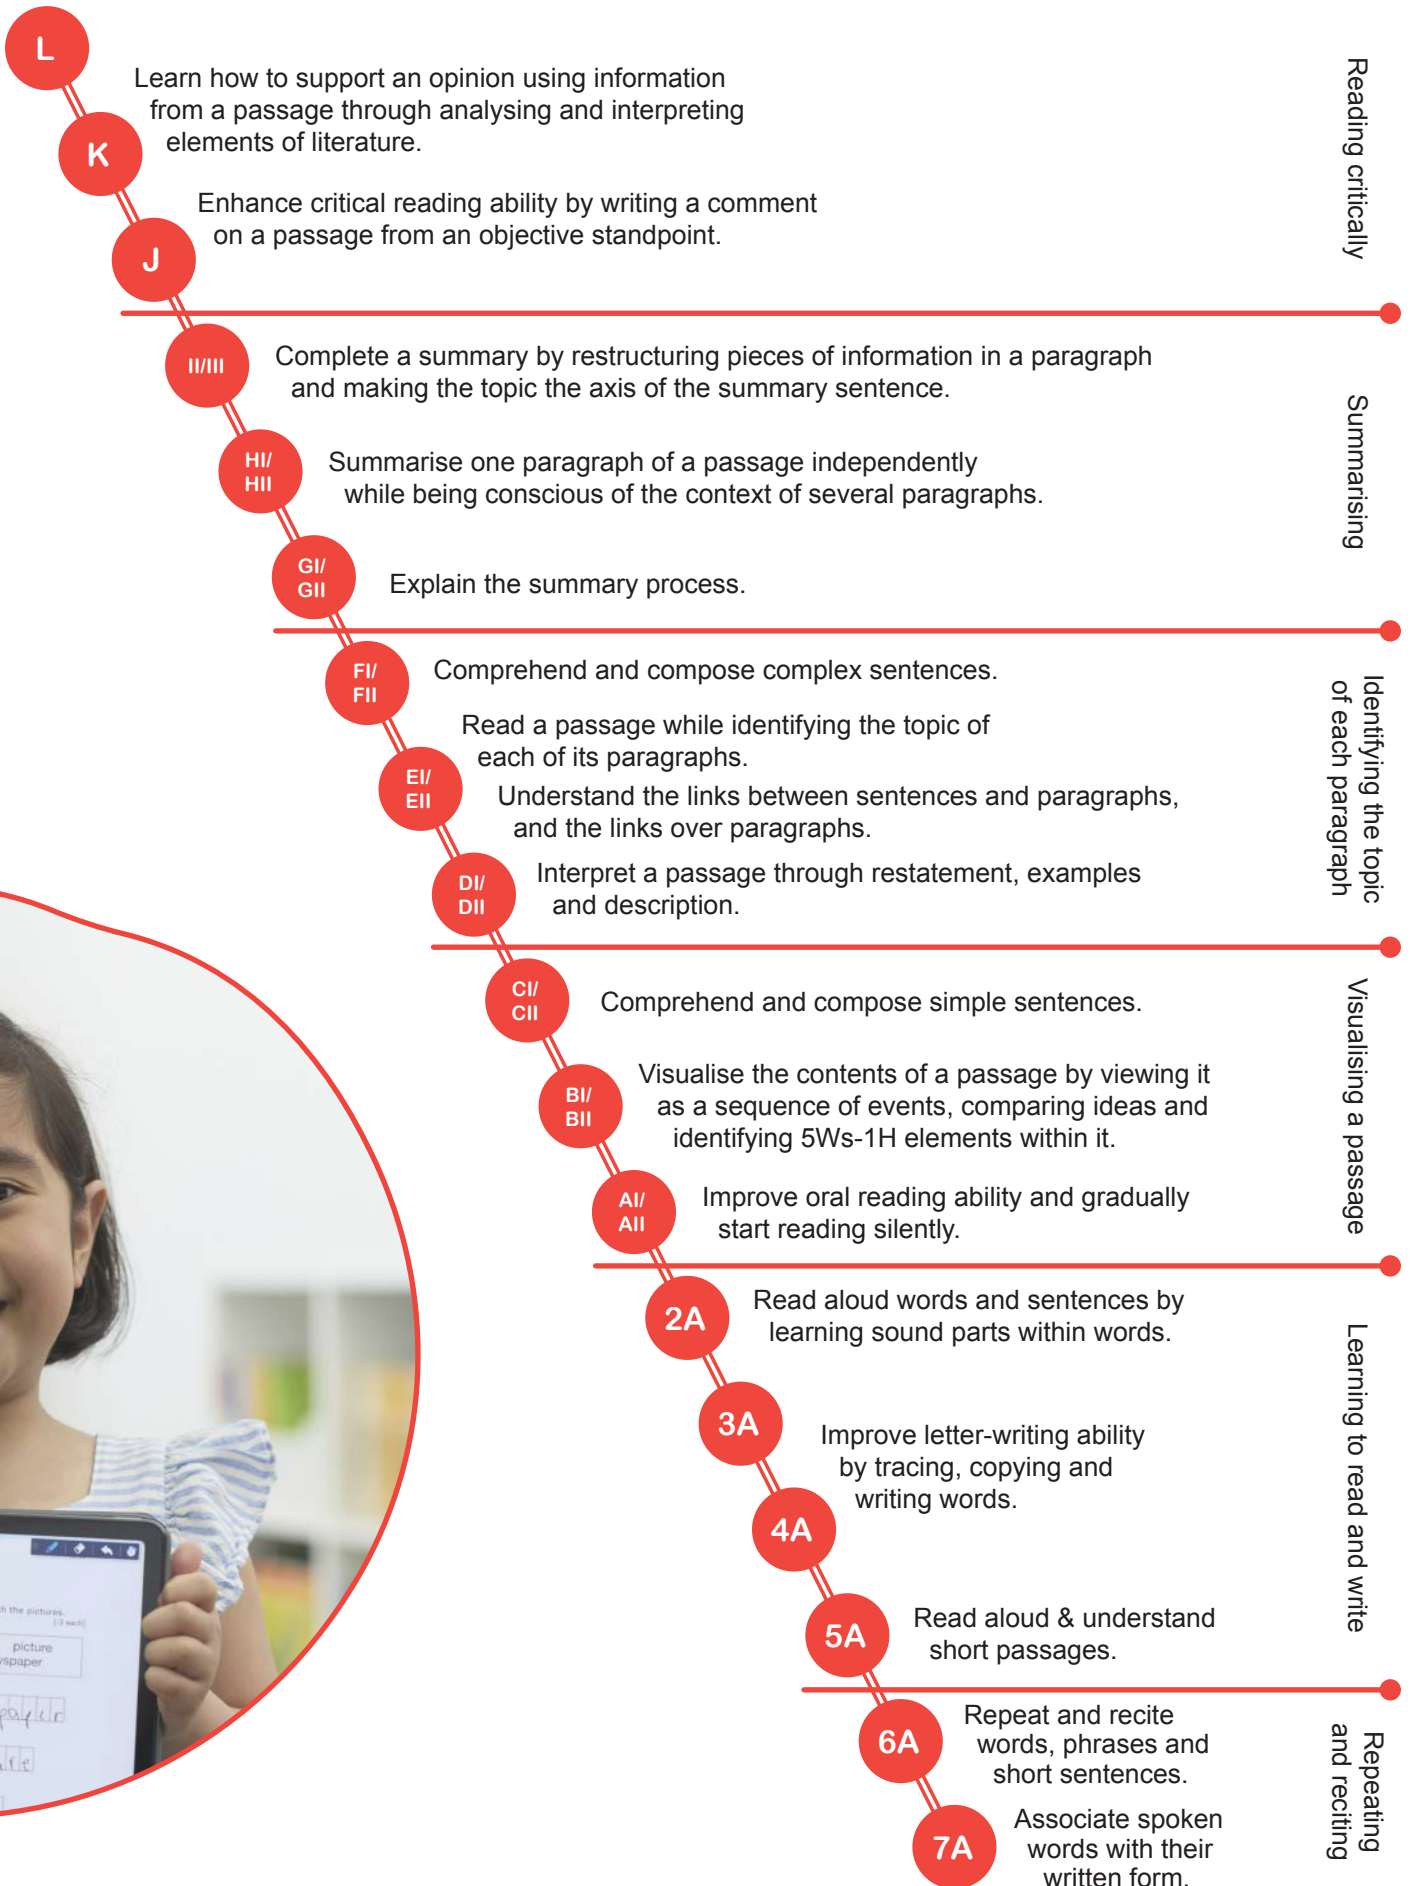 L
Learn how to support an opinion using information
from a passage through analysing and interpreting
elements of literature.
K
Enhance critical reading ability by writing a comment
on a passage from an objective standpoint.
J
Reading critically
II/III
Complete a summary by restructuring pieces of information in a paragraph
and making the topic the axis of the summary sentence.
HI/
HII
Summarise one paragraph of a passage independently
while being conscious of the context of several paragraphs.
GI/
GII
Explain the summary process.
Summarising
FI/
FII
Comprehend and compose complex sentences.
Read a passage while identifying the topic of
each of its paragraphs.
EI/
EII
Understand the links between sentences and paragraphs,
and the links over paragraphs.
DI/
DII
Interpret a passage through restatement, examples
and description.
Identifying the topic
of each paragraph
CI/
CII
Comprehend and compose simple sentences.
BI/
BII
Visualise the contents of a passage by viewing it
as a sequence of events, comparing ideas and
identifying 5Ws-1H elements within it.
AI/
AII
Improve oral reading ability and gradually
start reading silently.
Visualising a passage
2A
Read aloud words and sentences by
learning sound parts within words.
3A
Improve letter-writing ability
by tracing, copying and
writing words.
4A
5A
Read aloud & understand
short passages.
Learning to read and write
6A
Repeat and recite
words, phrases and
short sentences.
7A
Associate spoken
words with their
written form.
Repeating
and reciting
the pictures.
picture